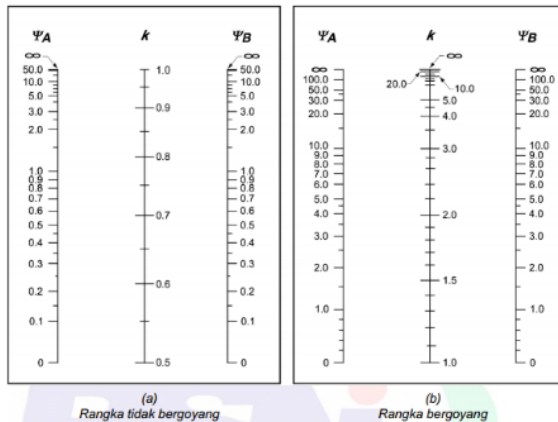 ΨA k ΨB
∞ ∞
50.0 1.0 50.0
10.0 10.0
5.0 0.9 5.0
3.0 3.0
2.0 2.0
0.8
1.0 1.0
0.9 0.9
0.8 0.8
0.7 0.7 0.7
0.6 0.6
0.5 0.5
0.4 0.4
0.3 0.3
0.6
0.2 0.2
0.1 0.1
0 0.5 0
(a)
Rangka tidak bergoyang
ΨA k ΨB
∞ ∞ ∞
100.0 20.0 10.0 100.0
50.0 50.0
30.0 5.0 30.0
20.0 4.0 20.0
10.0 3.0 10.0
9.0 9.0
8.0 8.0
7.0 7.0
6.0 6.0
5.0 5.0
4.0 2.0 4.0
3.0 3.0
2.0 1.5 2.0
1.0 1.0
0 1.0 0
(b)
Rangka bergoyang